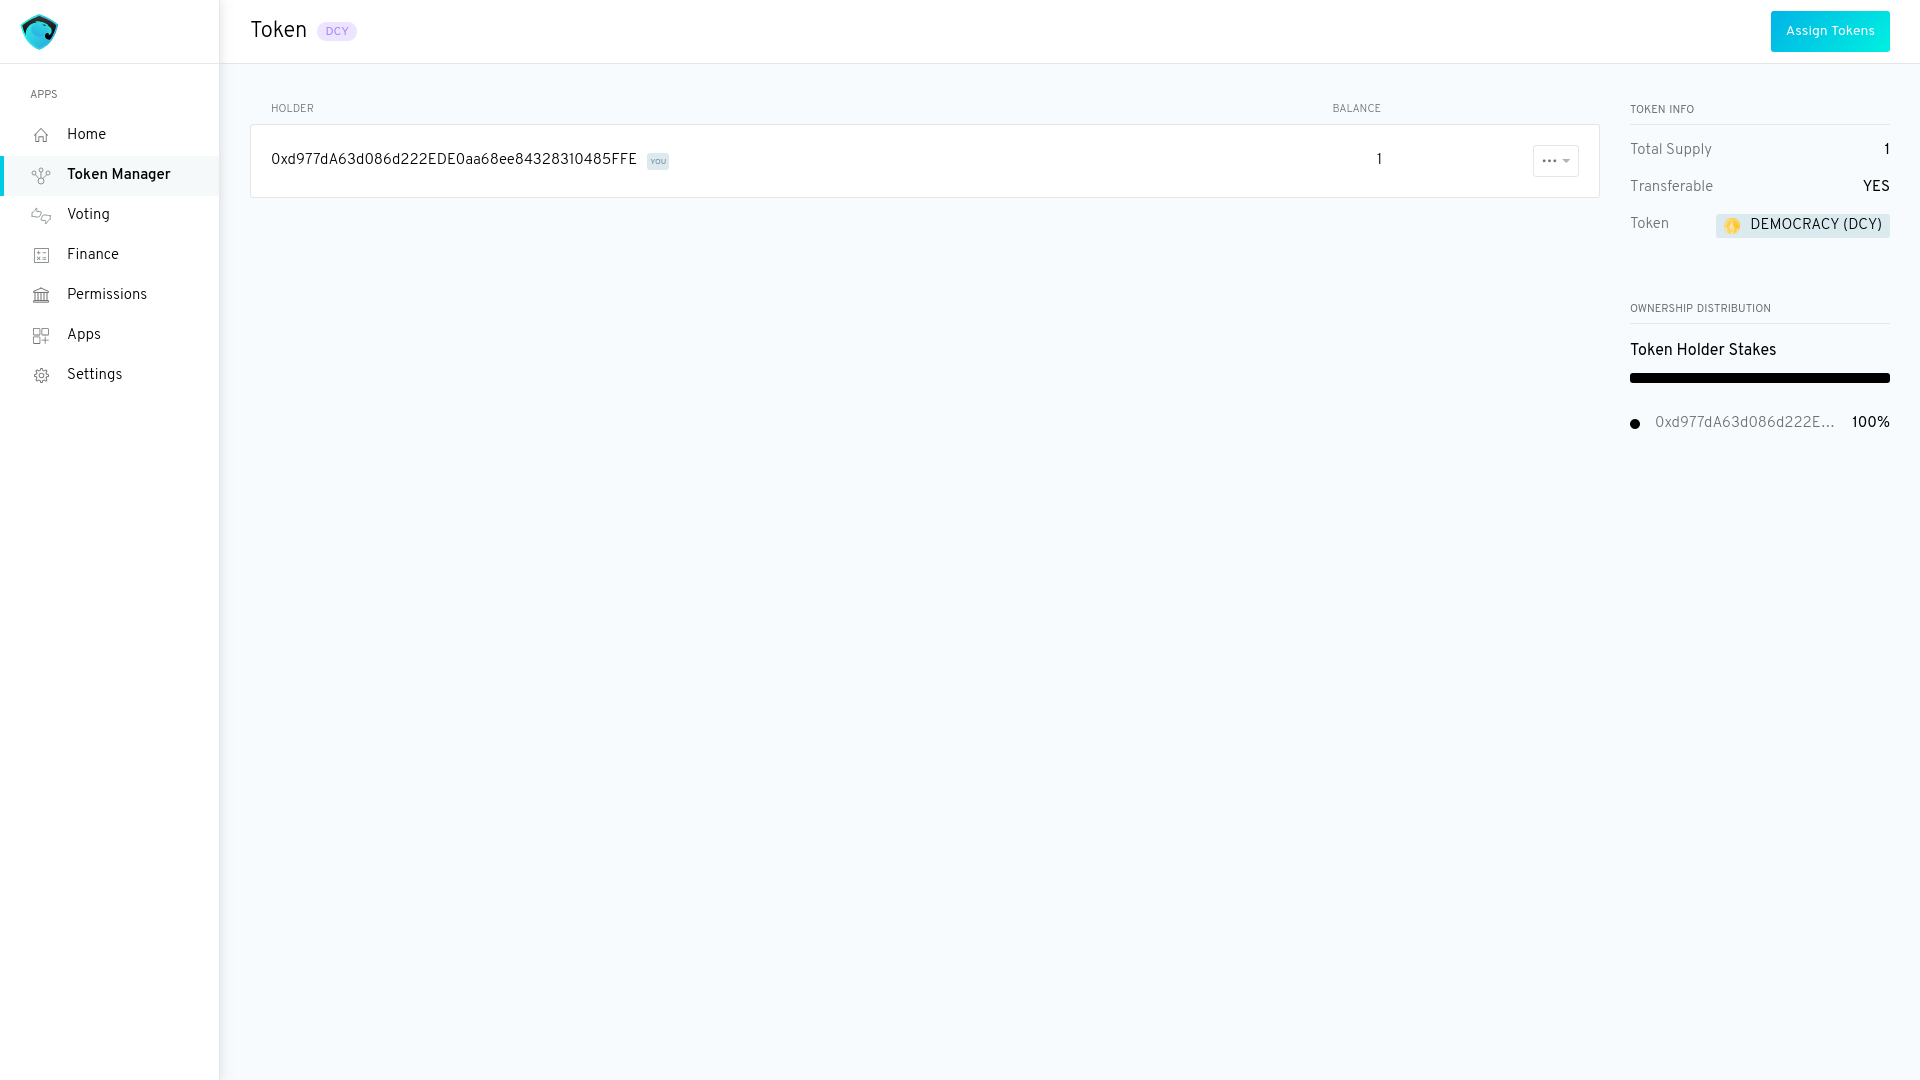 Token DCY
Assign Tokens
APPS
Home
Token Manager
Voting
Finance
Permissions
Apps
Settings
HOLDER BALANCE
0xd977dA63d086d222EDE0aa68ee84328310485FFE YOU 1
TOKEN INFO
Total Supply 1
Transferable YES
Token DEMOCRACY (DCY)
OWNERSHIP DISTRIBUTION
Token Holder Stakes
0xd977dA63d086d222E… 100%